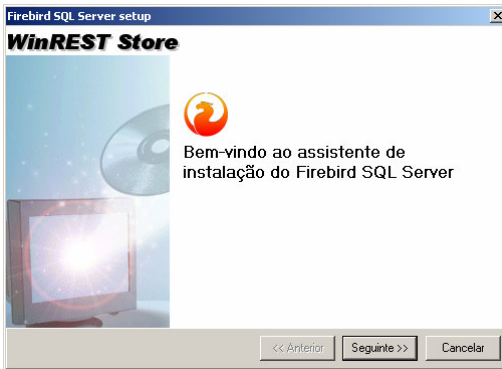 Firebird SQL Server setup
WinREST Store
Bem-vindo ao assistente de
instalação do Firebird SQL Server
<< Anterior
Seguinte >>
Cancelar